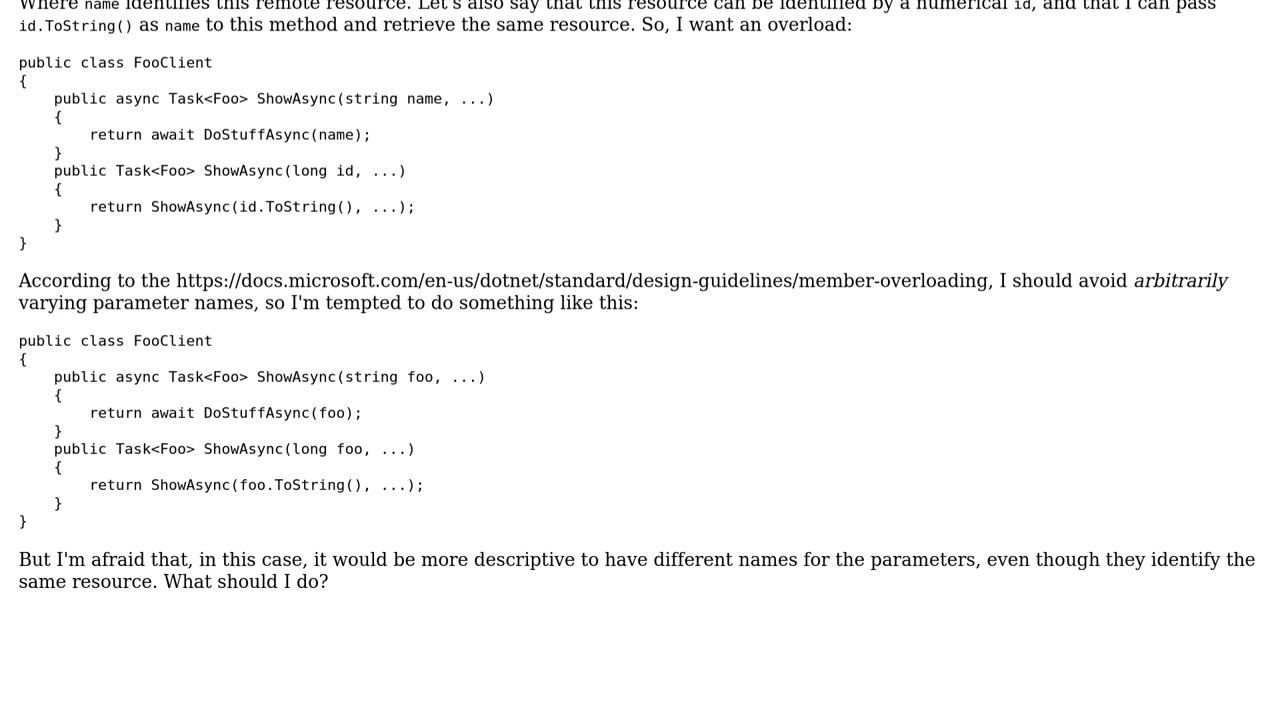 Where name identifies this remote resource. Let's also say that this resource can be identified by a numerical id, and that I can pass
id.ToString() as name to this method and retrieve the same resource. So, I want an overload:
public class FooClient
{
    public async Task<Foo> ShowAsync(string name, ...)
    {
        return await DoStuffAsync(name);
    }
    public Task<Foo> ShowAsync(long id, ...)
    {
        return ShowAsync(id.ToString(), ...);
    }
}
According to the https://docs.microsoft.com/en-us/dotnet/standard/design-guidelines/member-overloading, I should avoid arbitrarily
varying parameter names, so I'm tempted to do something like this:
public class FooClient
{
    public async Task<Foo> ShowAsync(string foo, ...)
    {
        return await DoStuffAsync(foo);
    }
    public Task<Foo> ShowAsync(long foo, ...)
    {
        return ShowAsync(foo.ToString(), ...);
    }
}
But I'm afraid that, in this case, it would be more descriptive to have different names for the parameters, even though they identify the
same resource. What should I do?